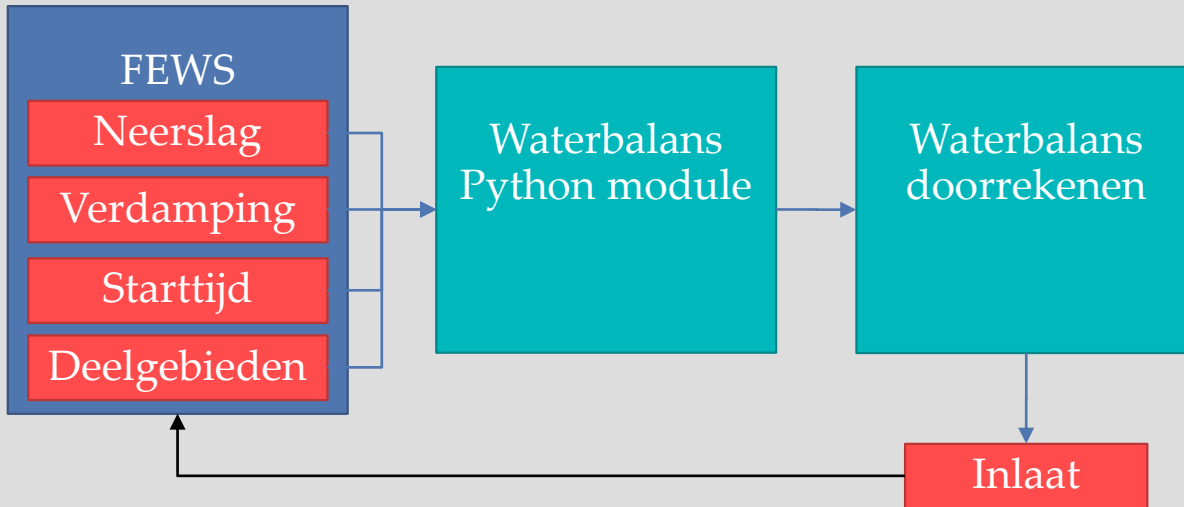 FEWS
Neerslag
Verdamping
Starttijd
Deelgebieden
Waterbalans
Python module
Waterbalans
doorrekenen
Inlaat